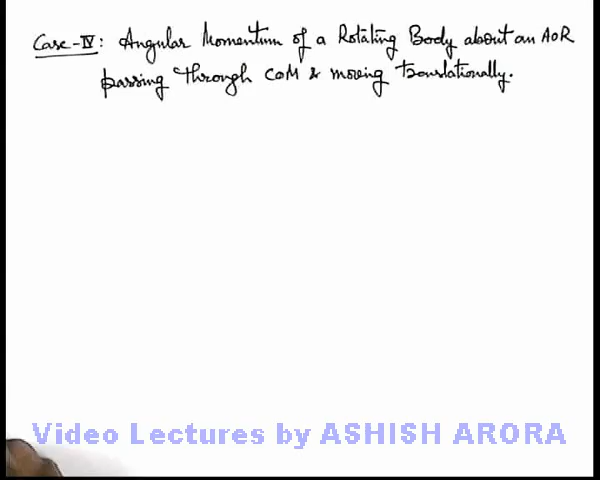 Case-IV: Angular Momentum of a Rotating Body about an AOR
passing through COM & moving translationally.
Video Lectures by ASHISH ARORA